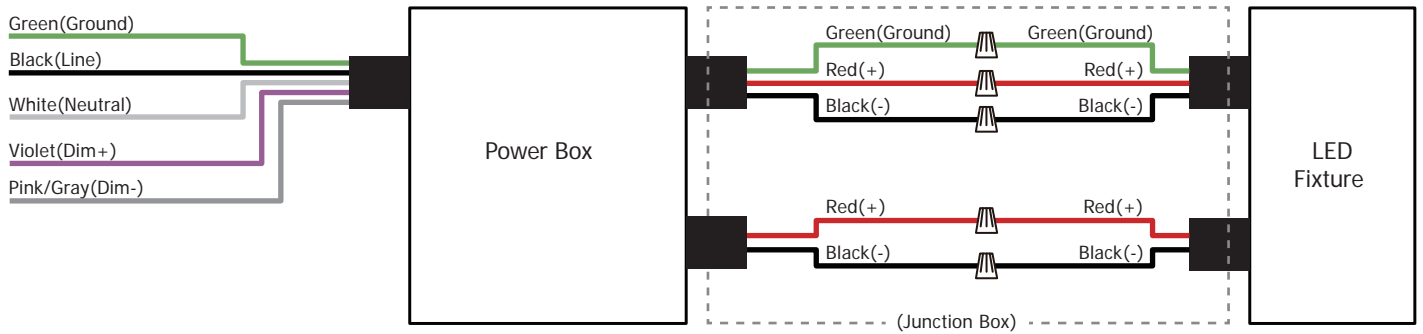 Green(Ground)
Black(Line)
White(Neutral)
Violet(Dim+)
Pink/Gray(Dim-)
Power Box
Green(Ground) Green(Ground)
Red(+) Red(+)
Black(-) Black(-)
Red(+) Red(+)
Black(-) Black(-)
(Junction Box)
LED
Fixture